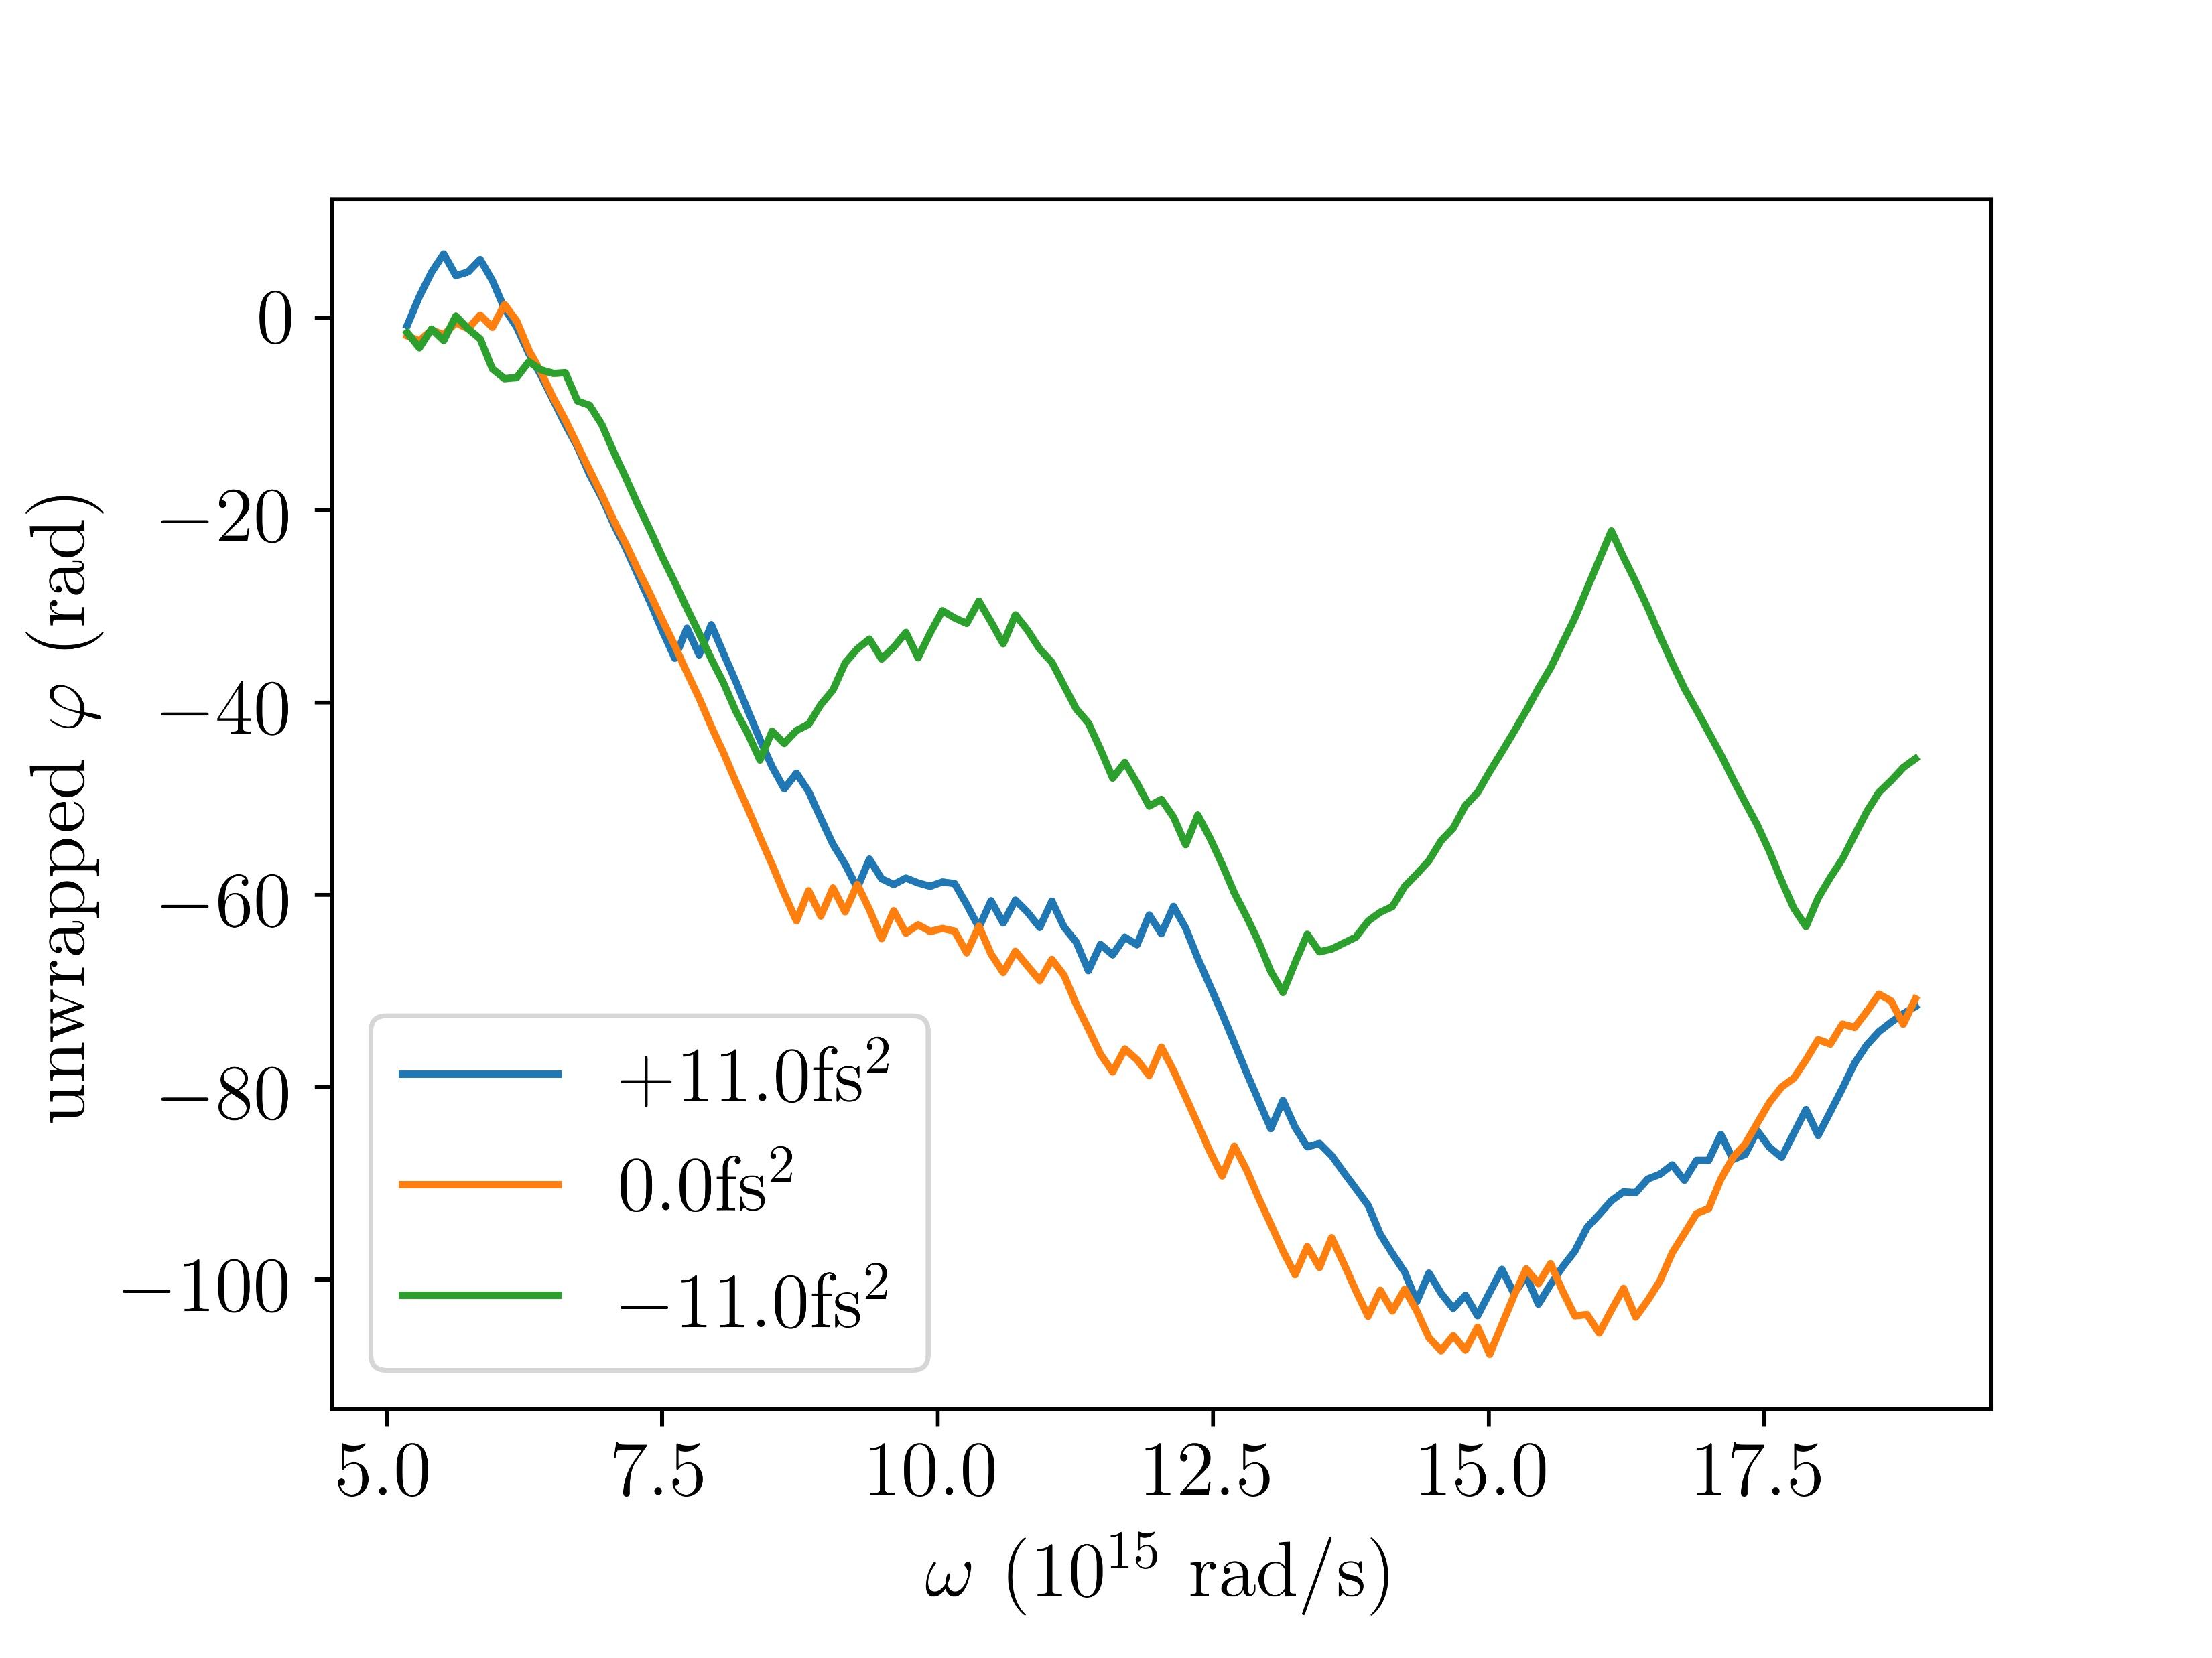 unwrapped φ (rad)
0
−20
−40
−60
−80
−100
+11.0fs²
0.0fs²
−11.0fs²
5.0 7.5 10.0 12.5 15.0 17.5
ω (10¹⁵ rad/s)